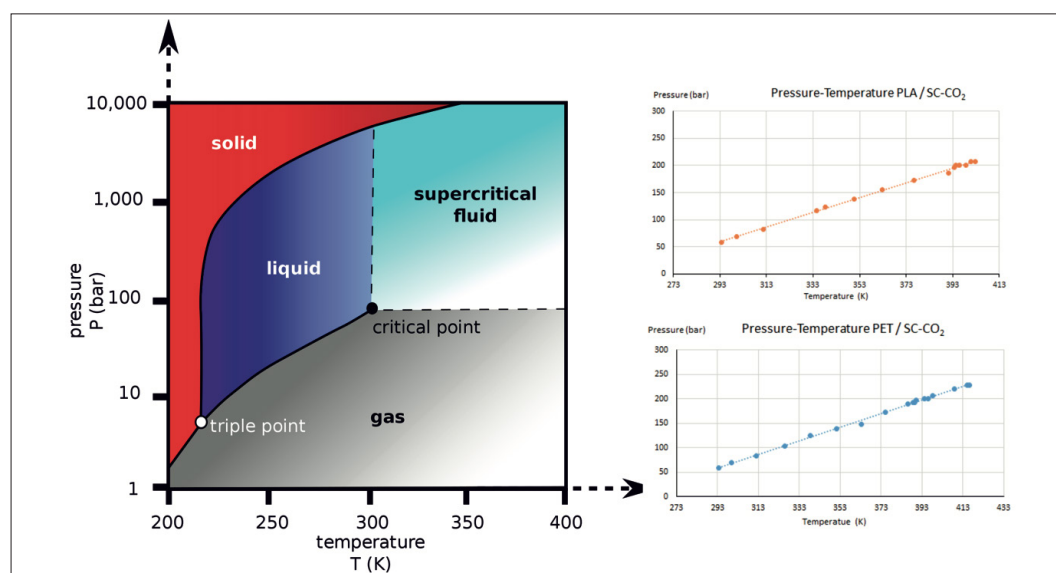 10,000
1,000
100
10
1
pressure
P (bar)
solid
liquid
supercritical
fluid
critical point
triple point
gas
200
250
300
350
400
temperature
T (K)
Pressure (bar)
Pressure-Temperature PLA / SC-CO₂
300
250
200
150
100
50
0
273
293
313
333
353
373
393
413
Temperature (K)
Pressure (bar)
Pressure-Temperature PET / SC-CO₂
300
250
200
150
100
50
0
273
293
313
333
353
373
393
413
433
Temperatue (K)